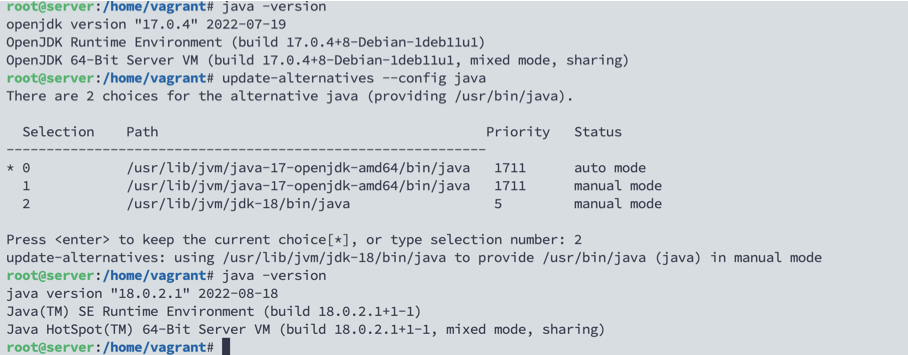 root@server:/home/vagrant# java -version
openjdk version "17.0.4" 2022-07-19
OpenJDK Runtime Environment (build 17.0.4+8-Debian-1deb11u1)
OpenJDK 64-Bit Server VM (build 17.0.4+8-Debian-1deb11u1, mixed mode, sharing)
root@server:/home/vagrant# update-alternatives --config java
There are 2 choices for the alternative java (providing /usr/bin/java).

  Selection    Path                                         Priority   Status
------------------------------------------------------------
* 0            /usr/lib/jvm/java-17-openjdk-amd64/bin/java   1711      auto mode
  1            /usr/lib/jvm/java-17-openjdk-amd64/bin/java   1711      manual mode
  2            /usr/lib/jvm/jdk-18/bin/java                  5         manual mode

Press <enter> to keep the current choice[*], or type selection number: 2
update-alternatives: using /usr/lib/jvm/jdk-18/bin/java to provide /usr/bin/java (java) in manual mode
root@server:/home/vagrant# java -version
java version "18.0.2.1" 2022-08-18
Java(TM) SE Runtime Environment (build 18.0.2.1+1-1)
Java HotSpot(TM) 64-Bit Server VM (build 18.0.2.1+1-1, mixed mode, sharing)
root@server:/home/vagrant#